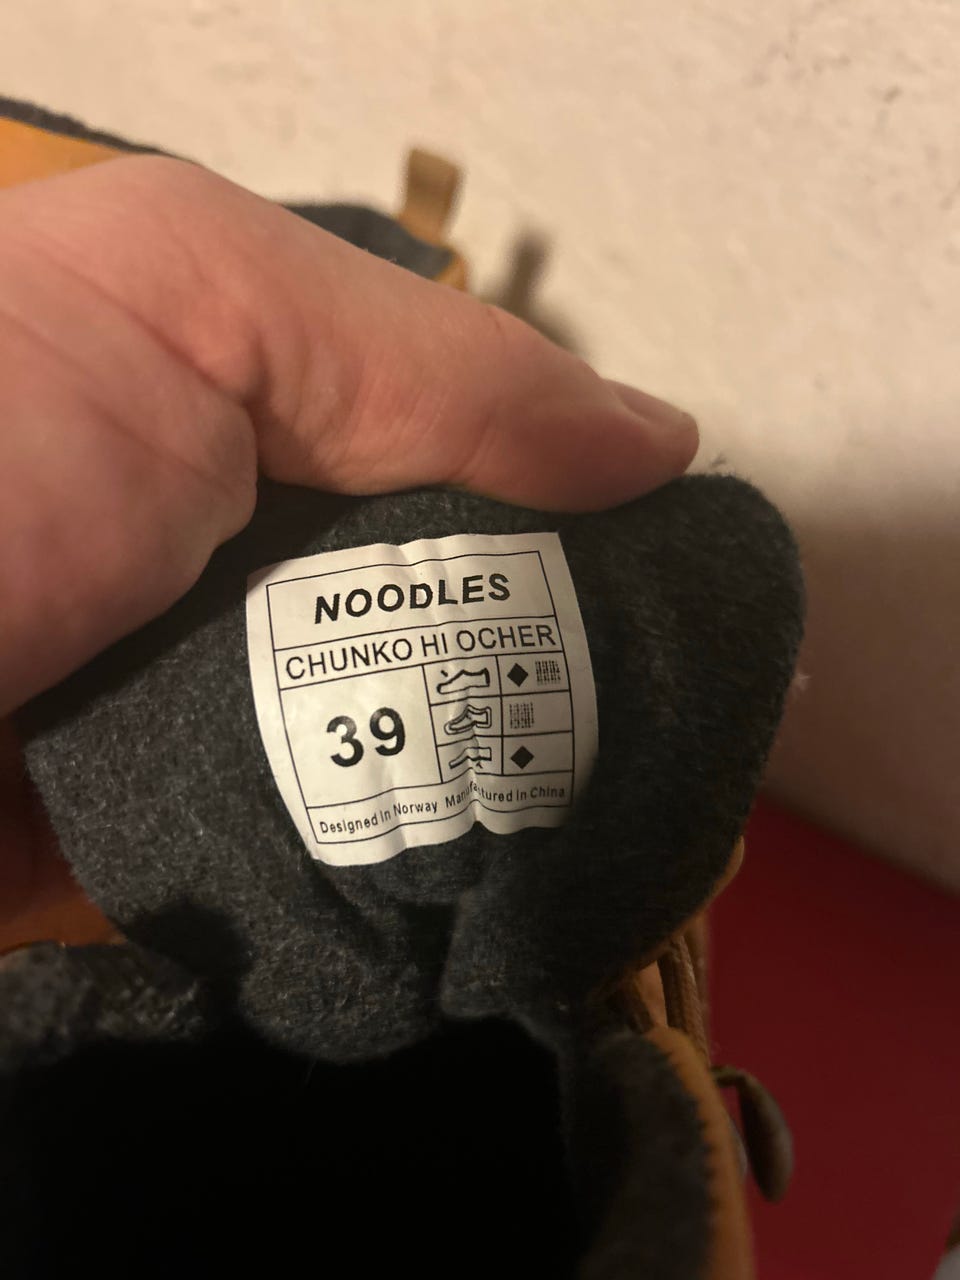 NOODLES
CHUNKO HI OCHER
39
Designed in Norway Manufactured in China